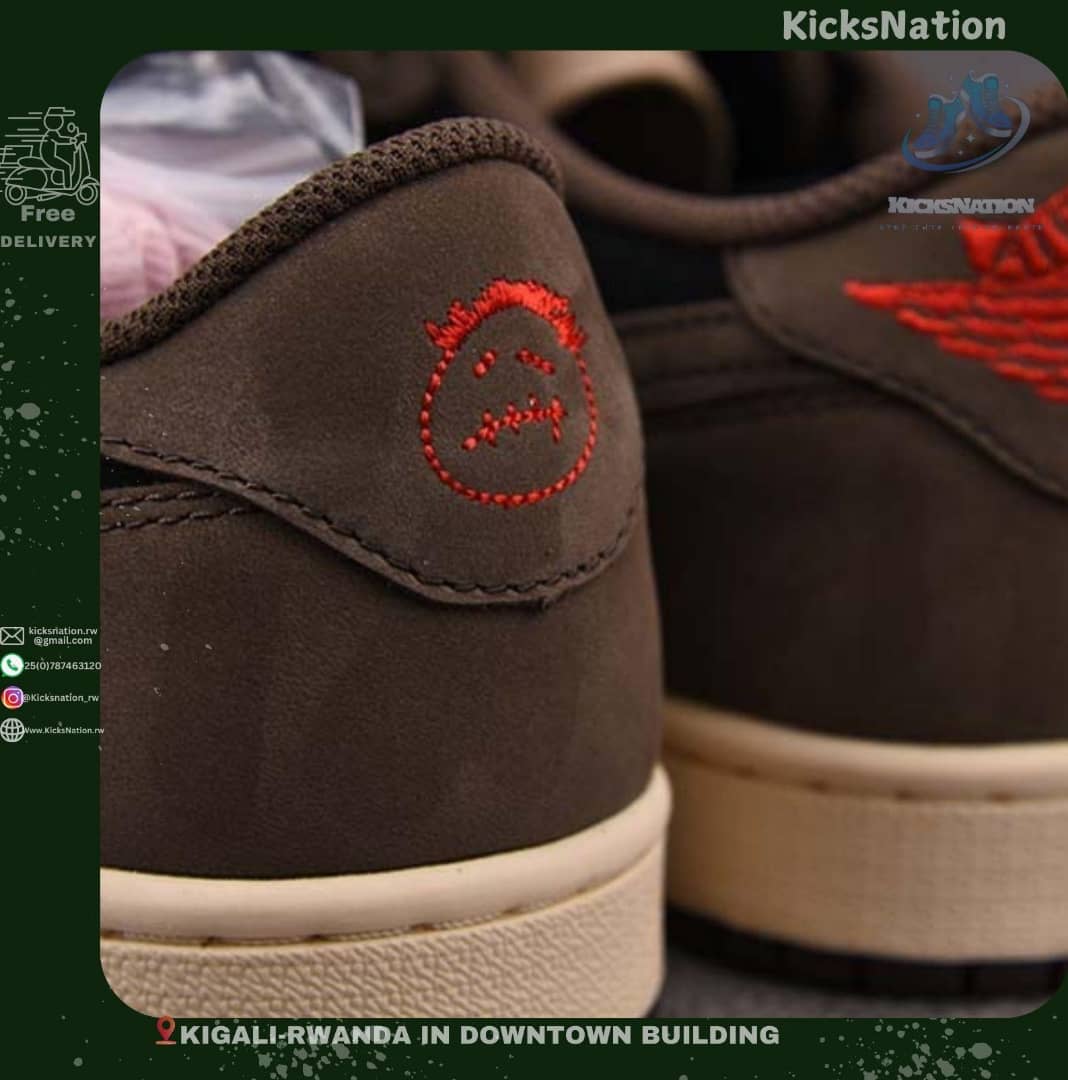 KicksNation
KICKSNATION
Free
DELIVERY
kicksnation.rw
@gmail.com
25(0)787463120
@Kicksnation_rw
Www.KicksNation.rw
KIGALI-RWANDA IN DOWNTOWN BUILDING